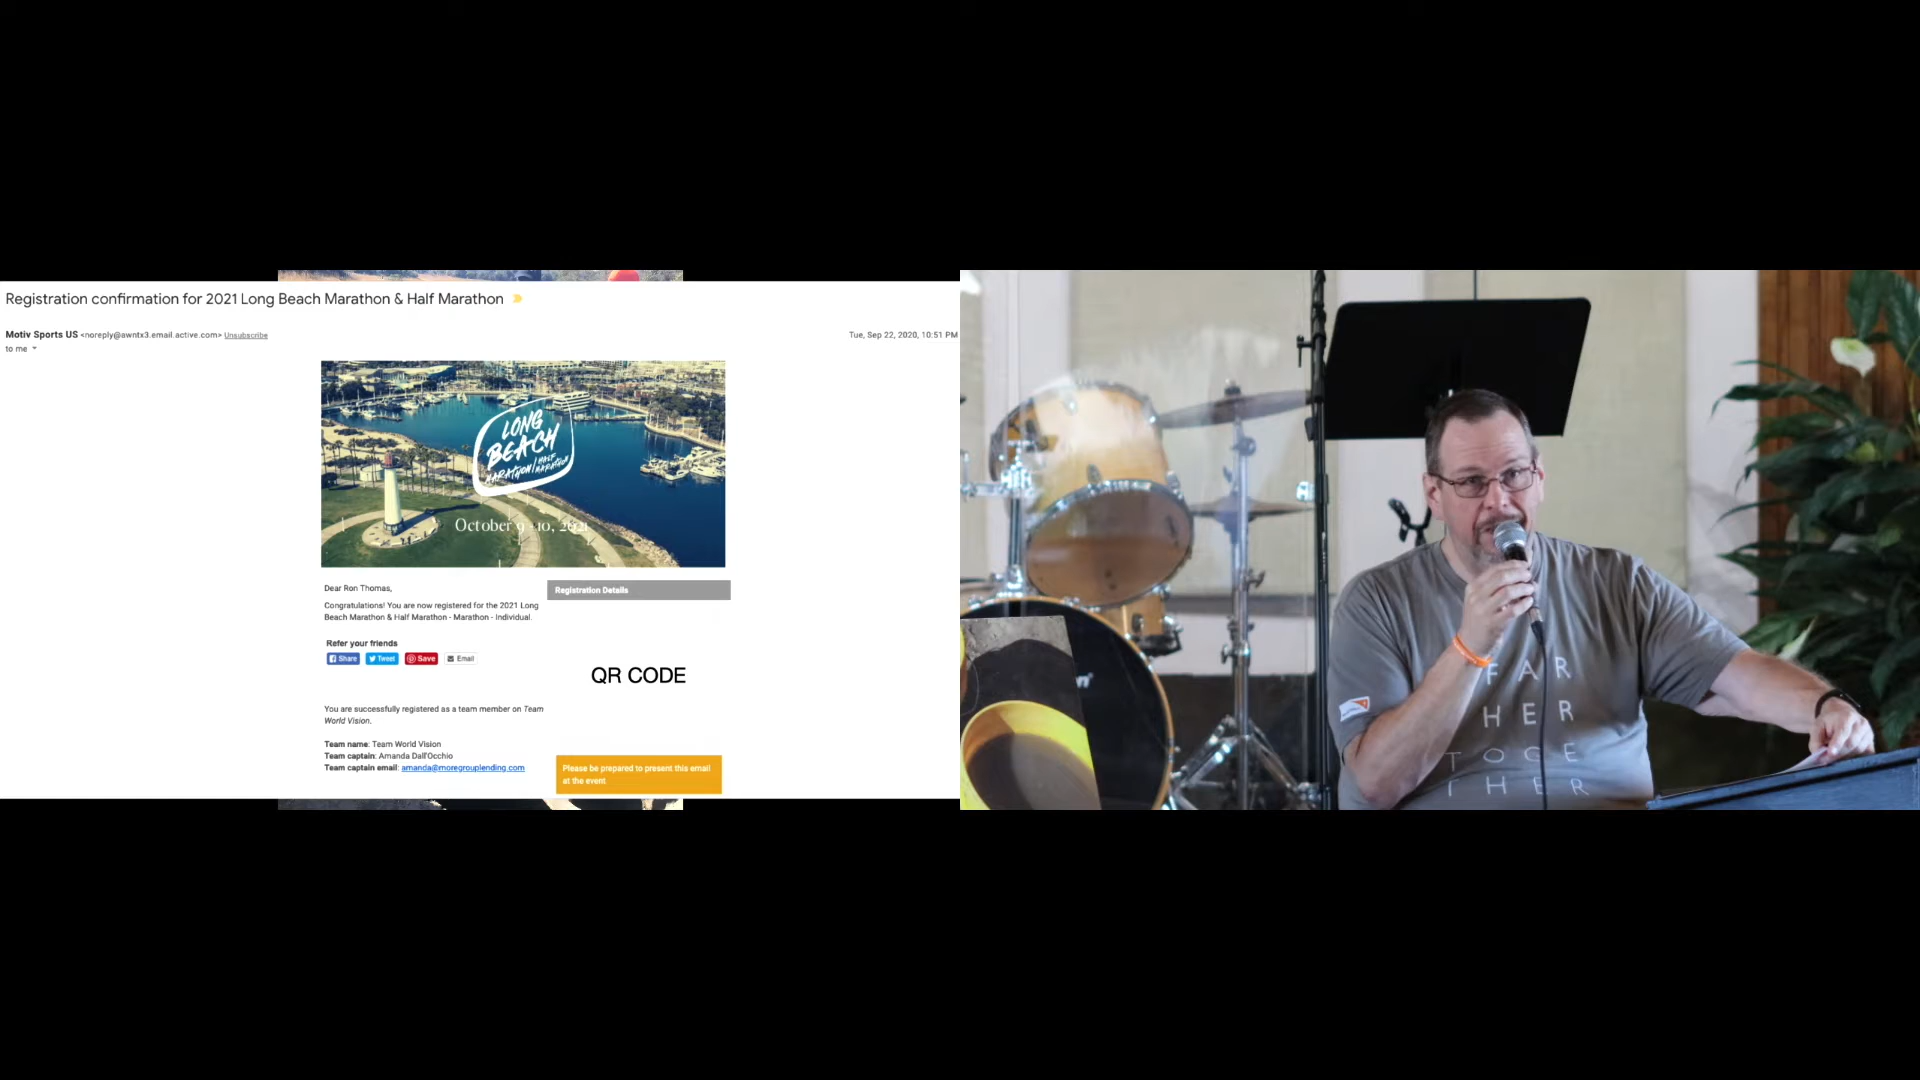 Registration confirmation for 2021 Long Beach Marathon & Half Marathon
Motiv Sports US <noreply@awntx3.email.active.com> Unsubscribe
Tue, Sep 22, 2020, 10:51 PM
to me
LONG
BEACH
MARATHON | HALF MARATHON
October 9 - 10, 2021
Dear Ron Thomas,
Registration Details
Congratulations! You are now registered for the 2021 Long
Beach Marathon & Half Marathon - Marathon - Individual.
Refer your friends
Share Tweet Save Email
QR CODE
You are successfully registered as a team member on Team
World Vision.
Team name: Team World Vision
Team captain: Amanda Dall'Occhio
Team captain email: amanda@moregrouplending.com
Please be prepared to present this email
at the event
FAR
HER
TOGE
THER